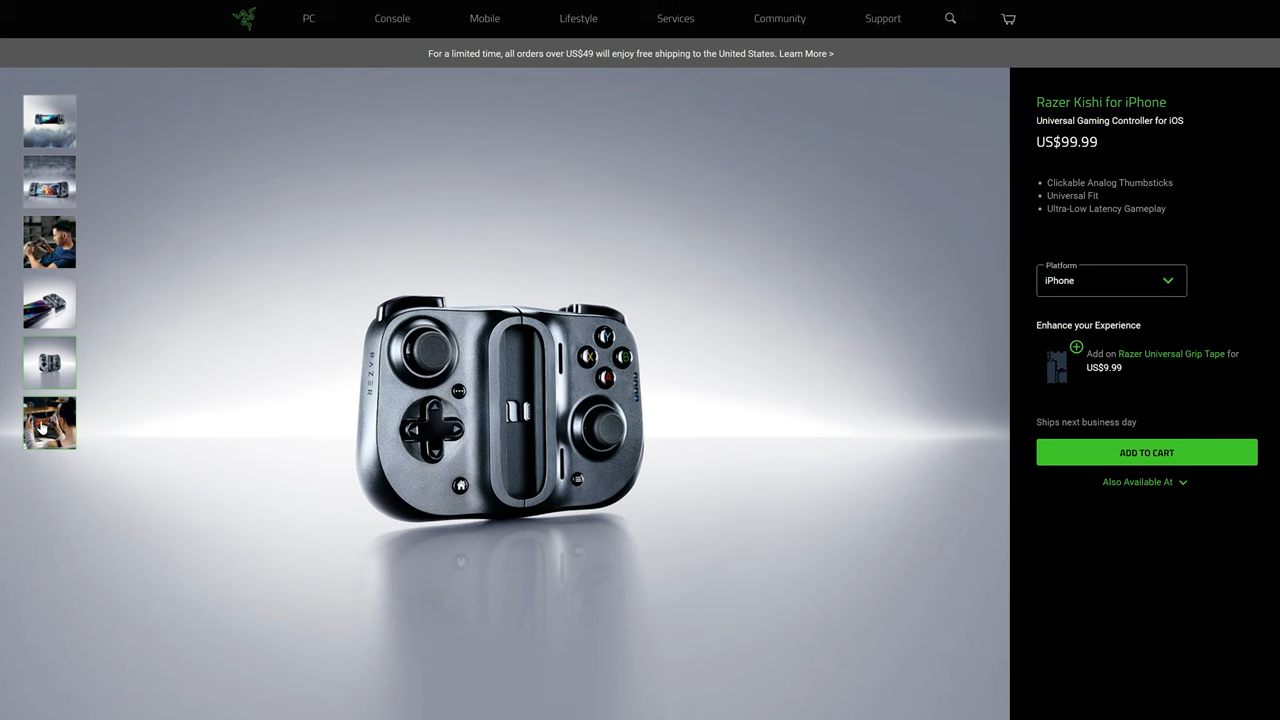 PC
Console
Mobile
Lifestyle
Services
Community
Support
For a limited time, all orders over US$49 will enjoy free shipping to the United States. Learn More >
Razer Kishi for iPhone
Universal Gaming Controller for iOS
US$99.99
Clickable Analog Thumbsticks
Universal Fit
Ultra-Low Latency Gameplay
Platform
iPhone
Enhance your Experience
Add on Razer Universal Grip Tape for
US$9.99
Ships next business day
ADD TO CART
Also Available At
RAZER
Y
X
B
A